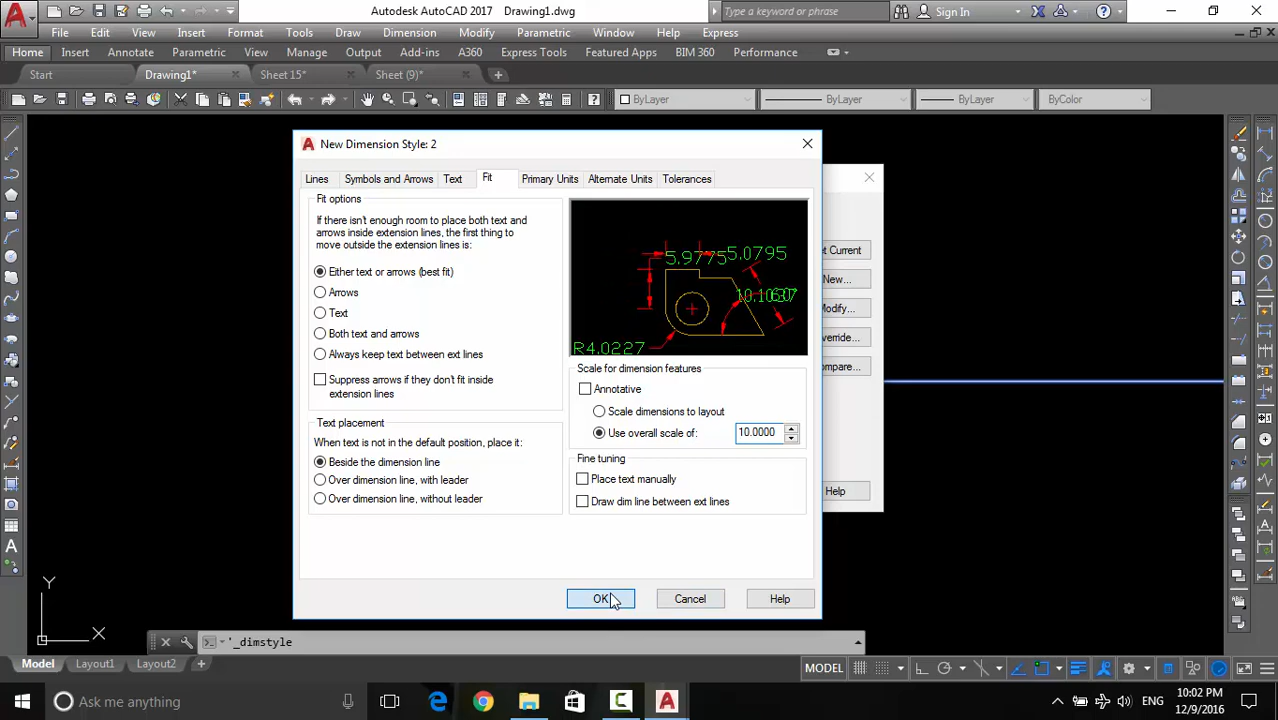 Autodesk AutoCAD 2017 Drawing1.dwg
Type a keyword or phrase
Sign In
File Edit View Insert Format Tools Draw Dimension Modify Parametric Window Help Express
Home Insert Annotate Parametric View Manage Output Add-ins A360 Express Tools Featured Apps BIM 360 Performance
Start Drawing1* Sheet 15* Sheet (9)*
ByLayer ByLayer ByLayer ByColor
New Dimension Style: 2
Lines Symbols and Arrows Text Fit Primary Units Alternate Units Tolerances
Fit options
If there isn't enough room to place both text and
arrows inside extension lines, the first thing to
move outside the extension lines is:
Either text or arrows (best fit)
Arrows
Text
Both text and arrows
Always keep text between ext lines
Suppress arrows if they don't fit inside
extension lines
Text placement
When text is not in the default position, place it:
Beside the dimension line
Over dimension line, with leader
Over dimension line, without leader
5.9775
5.0795
R4.0227
Scale for dimension features
Annotative
Scale dimensions to layout
Use overall scale of: 10.0000
Fine tuning
Place text manually
Draw dim line between ext lines
OK Cancel Help
et Current
New...
Modify...
verride...
ompare...
Help
Y
X
'_dimstyle
Model Layout1 Layout2
MODEL
Ask me anything
ENG
10:02 PM
12/9/2016